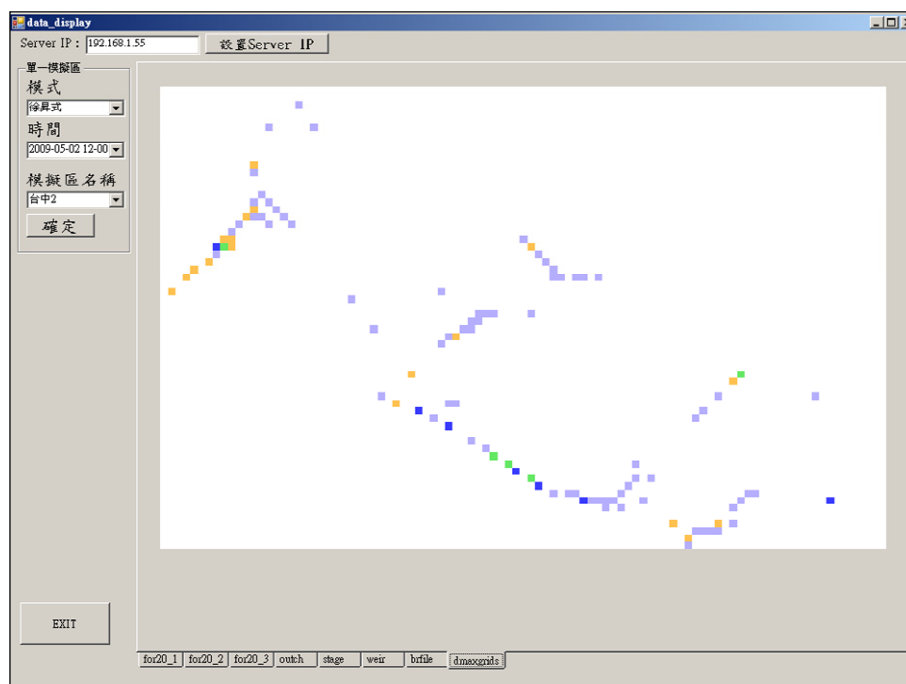 data_display
Server IP : 192.168.1.55 設置Server IP
單一模擬區
模式
徐昇式
時間
2009-05-02 12-00
模擬區名稱
台中2
確定
EXIT
for20_1 for20_2 for20_3 outch stage weir brfile dmaxgrids